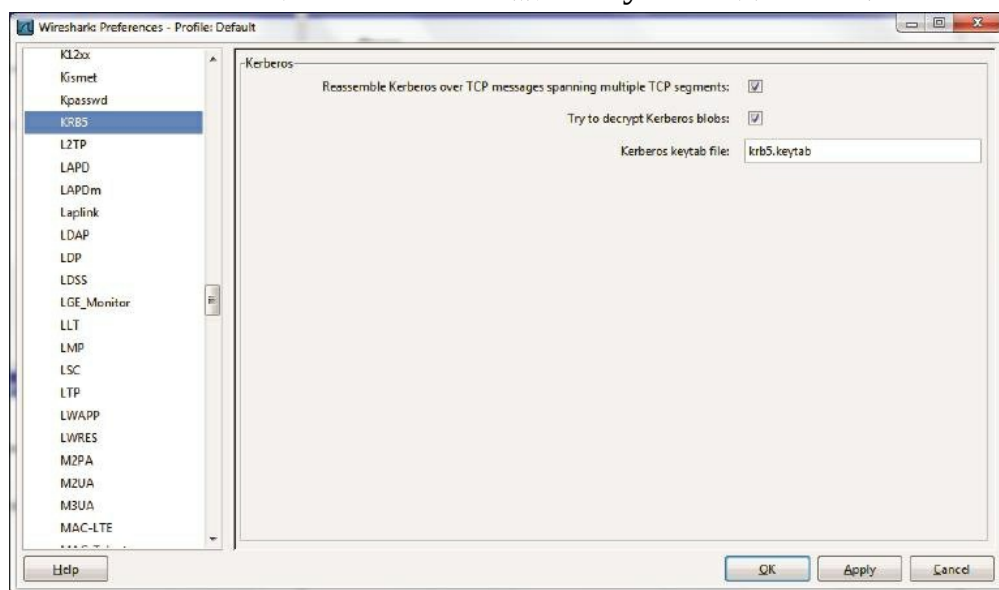 Wireshark: Preferences - Profile: Default
K12xx
Kismet
Kpasswd
KRB5
L2TP
LAPD
LAPDm
Laplink
LDAP
LDP
LDSS
LGE_Monitor
LLT
LMP
LSC
LTP
LWAPP
LWRES
M2PA
M2UA
M3UA
MAC-LTE
Kerberos
Reassemble Kerberos over TCP messages spanning multiple TCP segments:
Try to decrypt Kerberos blobs:
Kerberos keytab file: krb5.keytab
Help
OK Apply Cancel